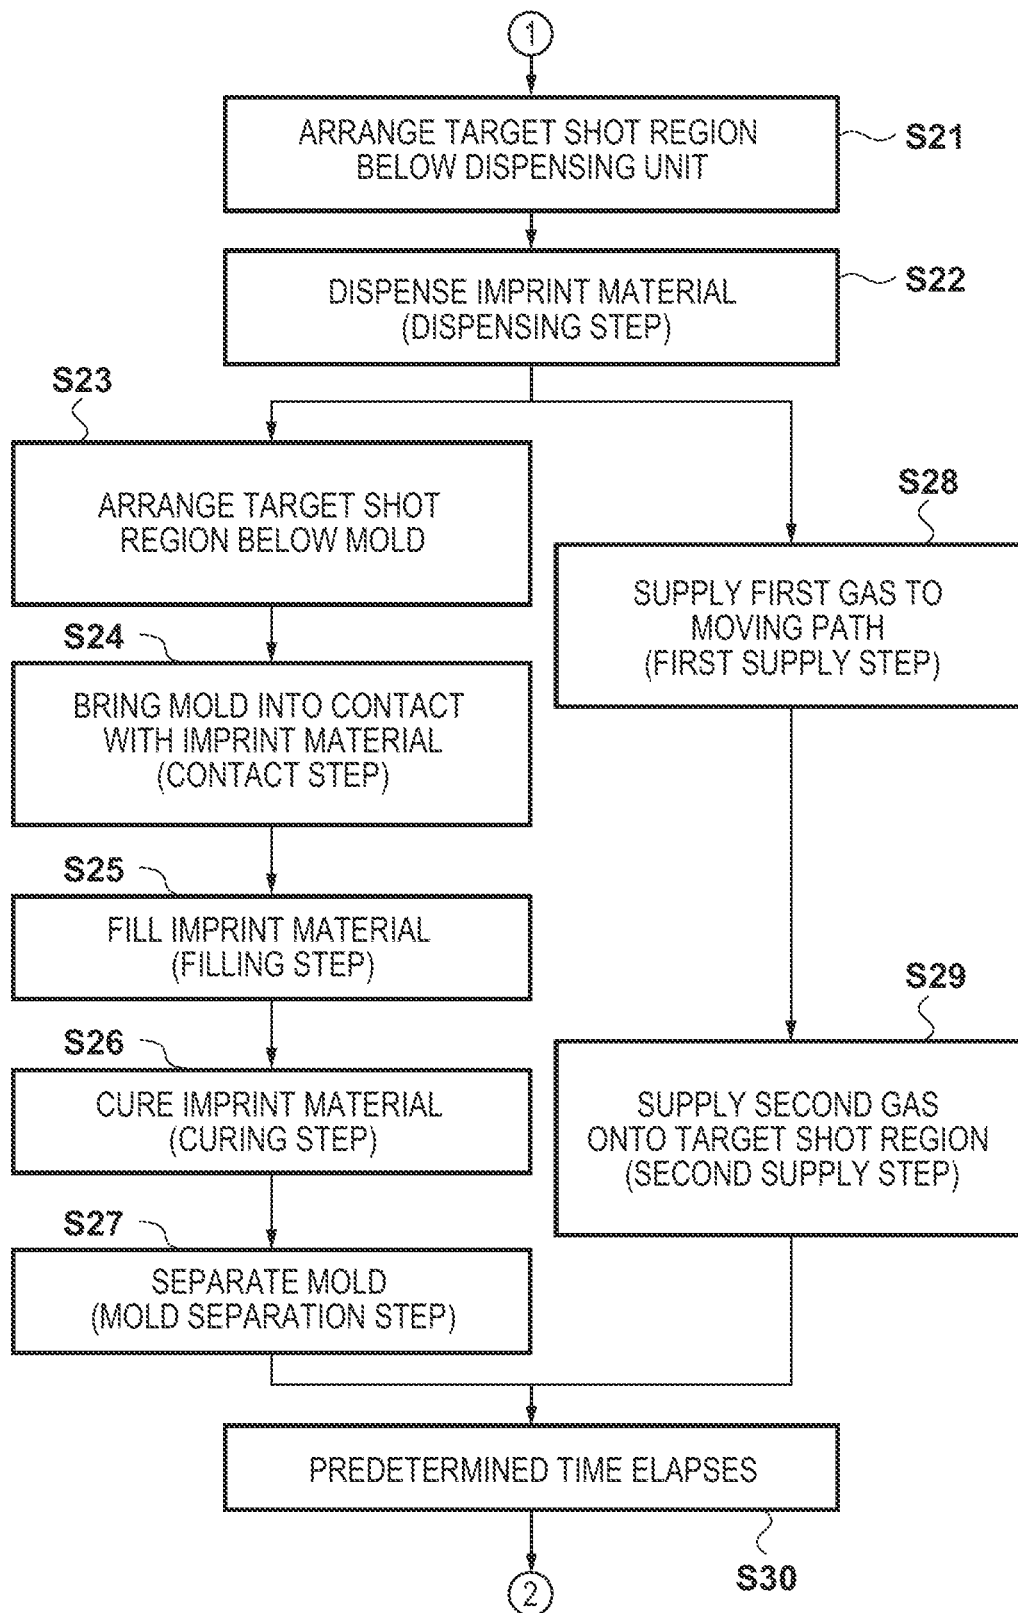 1
ARRANGE TARGET SHOT REGION
BELOW DISPENSING UNIT
S21
DISPENSE IMPRINT MATERIAL
(DISPENSING STEP)
S22
S23
ARRANGE TARGET SHOT
REGION BELOW MOLD
S24
BRING MOLD INTO CONTACT
WITH IMPRINT MATERIAL
(CONTACT STEP)
S25
FILL IMPRINT MATERIAL
(FILLING STEP)
S26
CURE IMPRINT MATERIAL
(CURING STEP)
S27
SEPARATE MOLD
(MOLD SEPARATION STEP)
S28
SUPPLY FIRST GAS TO
MOVING PATH
(FIRST SUPPLY STEP)
S29
SUPPLY SECOND GAS
ONTO TARGET SHOT REGION
(SECOND SUPPLY STEP)
PREDETERMINED TIME ELAPSES
S30
2